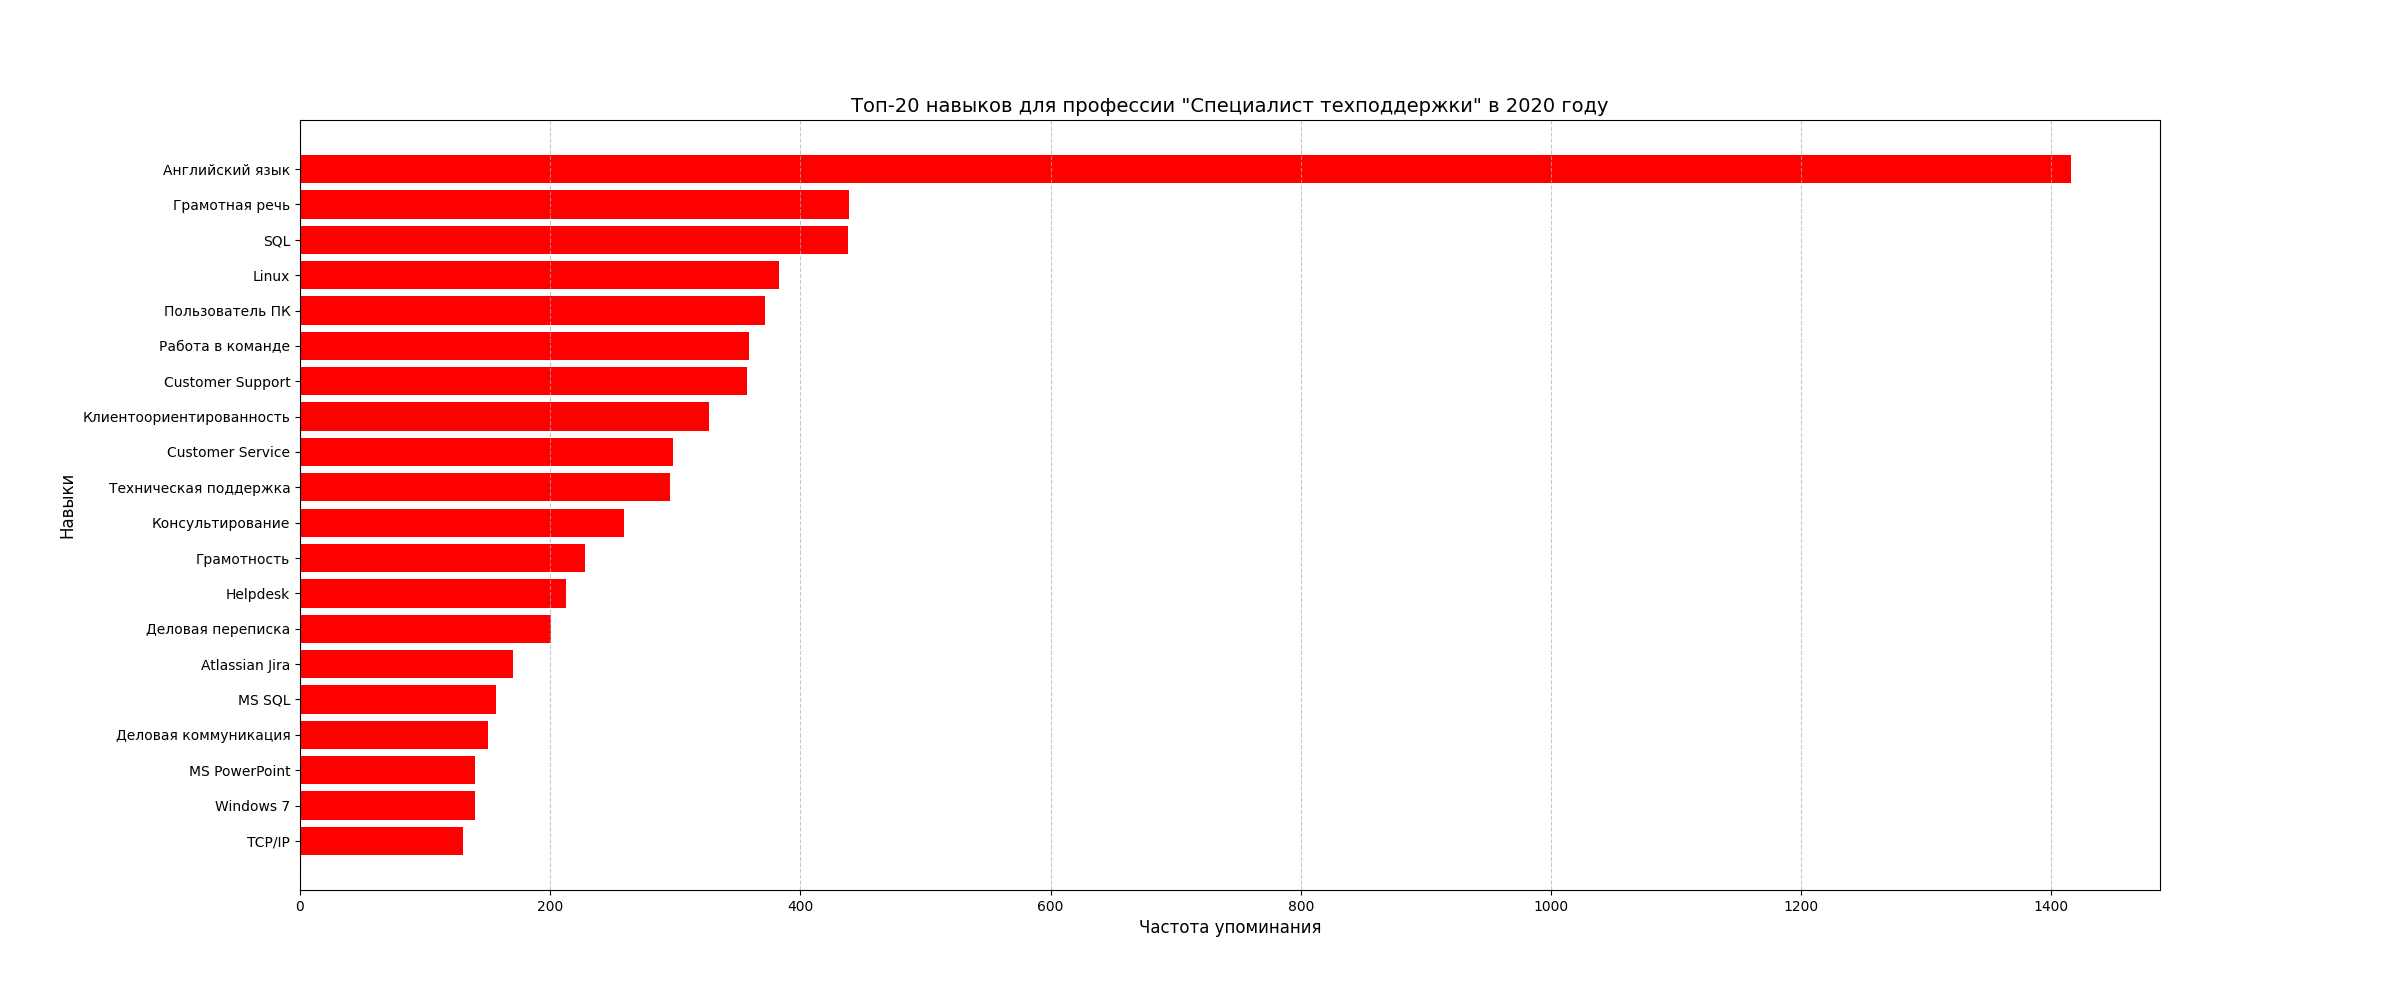 Топ-20 навыков для профессии "Специалист техподдержки" в 2020 году
Навыки
Английский язык
Грамотная речь
SQL
Linux
Пользователь ПК
Работа в команде
Customer Support
Клиентоориентированность
Customer Service
Техническая поддержка
Консультирование
Грамотность
Helpdesk
Деловая переписка
Atlassian Jira
MS SQL
Деловая коммуникация
MS PowerPoint
Windows 7
TCP/IP
0 200 400 600 800 1000 1200 1400
Частота упоминания